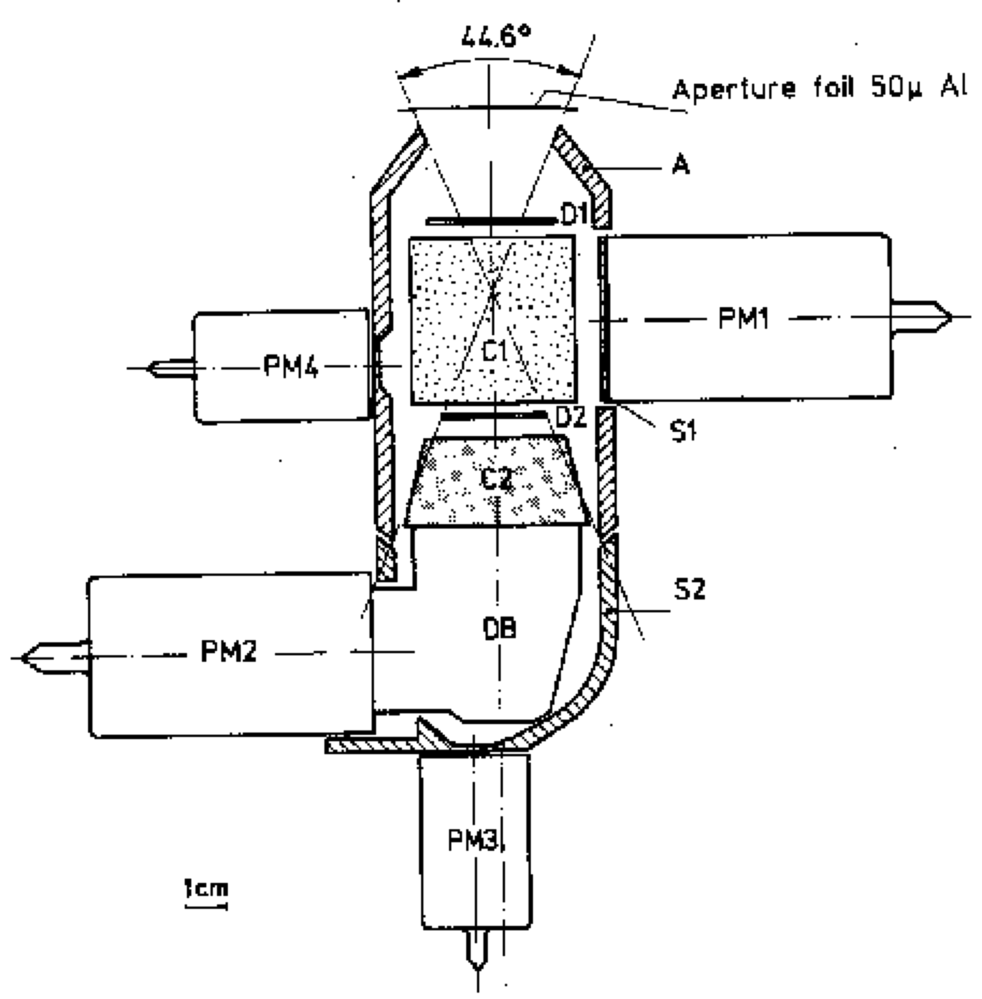 44.6°
Aperture foil 50μ Al
A
D1
PM1
C1
PM4
D2
S1
C2
S2
DB
PM2
PM3
1cm